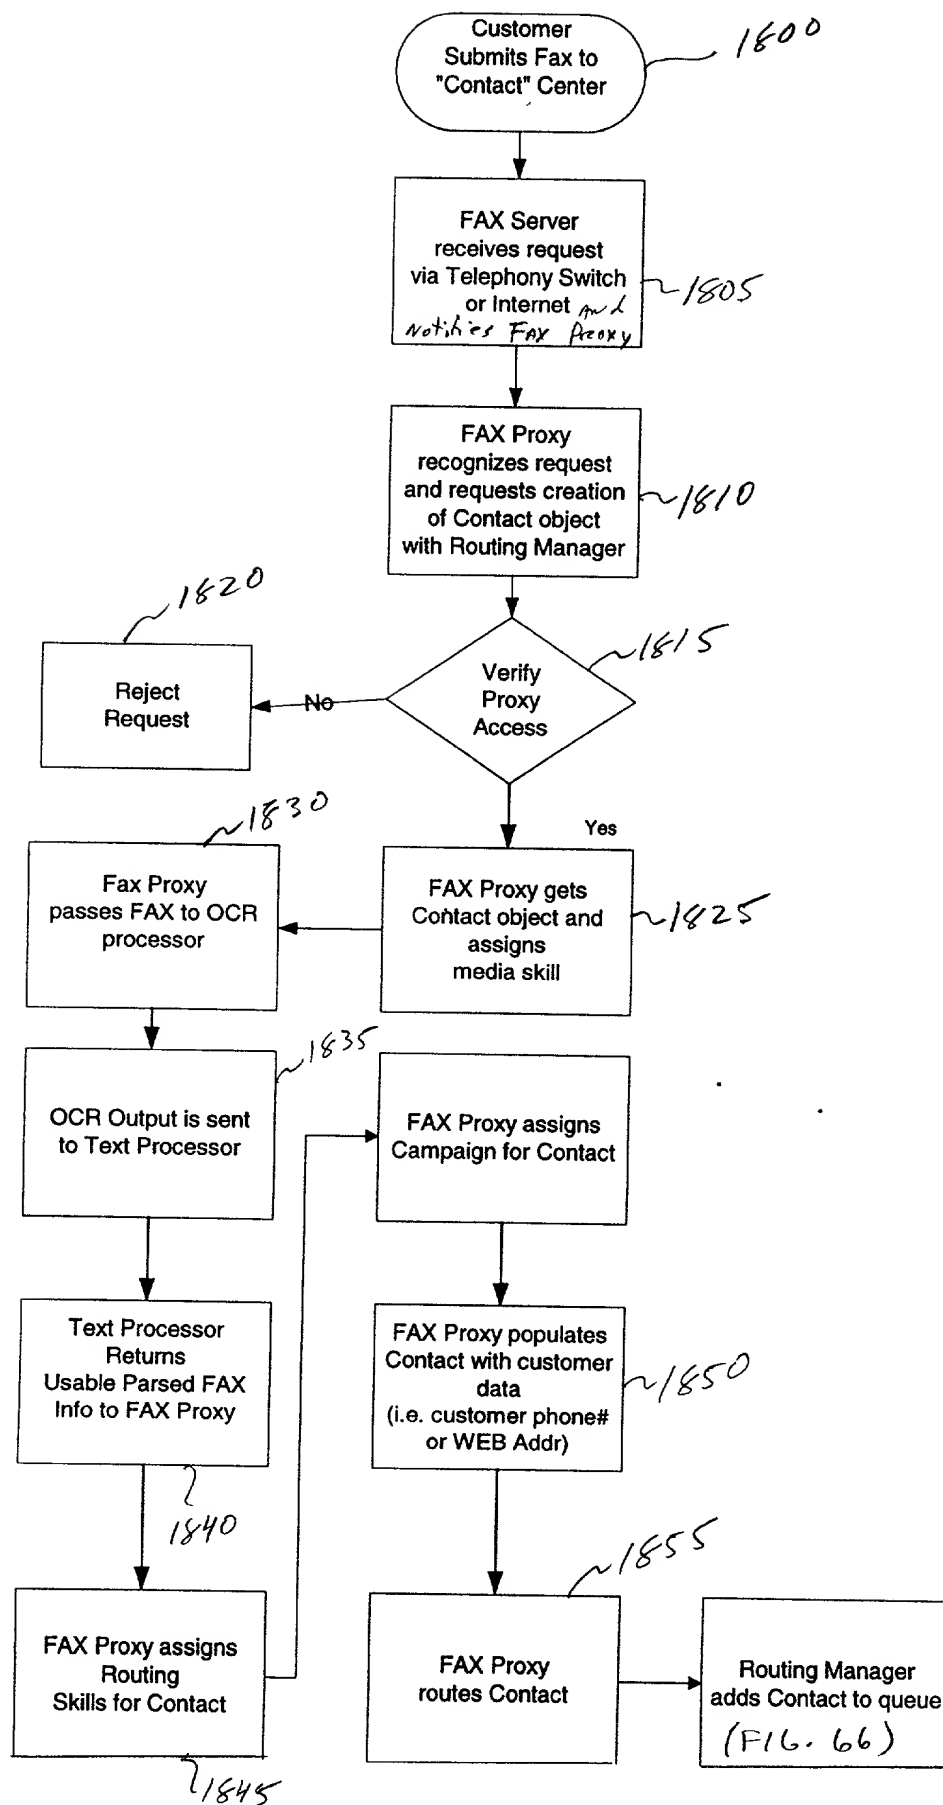 Customer
Submits Fax to
"Contact" Center
1800
FAX Server
receives request
via Telephony Switch
or Internet and
Notifies FAX Proxy
1805
FAX Proxy
recognizes request
and requests creation
of Contact object
with Routing Manager
1810
1820
Reject
Request
No
Verify
Proxy
Access
1815
Yes
1830
Fax Proxy
passes FAX to OCR
processor
FAX Proxy gets
Contact object and
assigns
media skill
1825
1835
OCR Output is sent
to Text Processor
FAX Proxy assigns
Campaign for Contact
Text Processor
Returns
Usable Parsed FAX
Info to FAX Proxy
1840
FAX Proxy populates
Contact with customer
data
(i.e. customer phone#
or WEB Addr)
1850
FAX Proxy assigns
Routing
Skills for Contact
1845
1855
FAX Proxy
routes Contact
Routing Manager
adds Contact to queue
(FIG. 66)